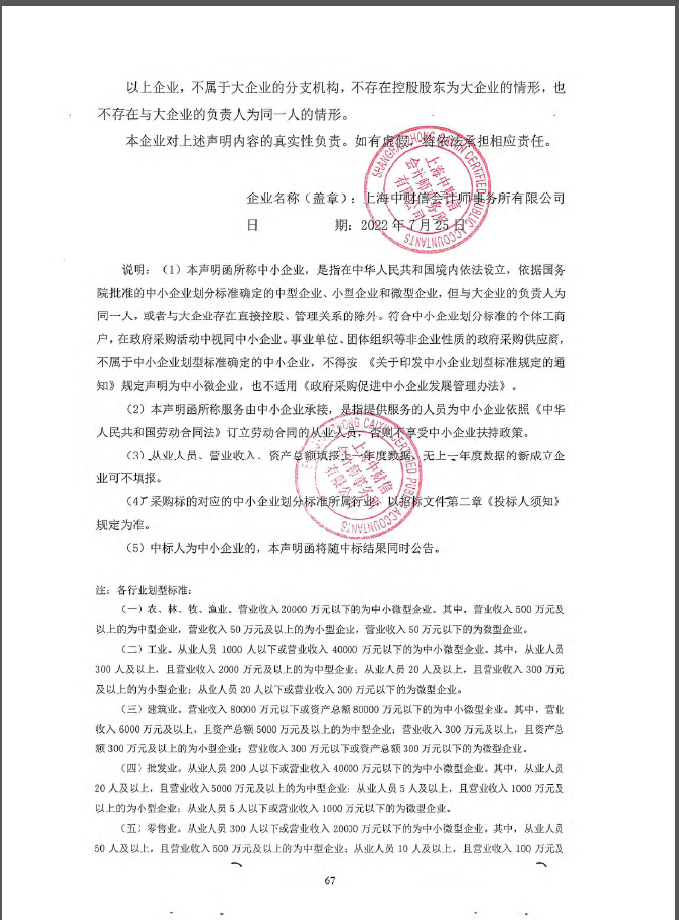 以上企业，不属于大企业的分支机构，不存在控股股东为大企业的情形，也
不存在与大企业的负责人为同一人的情形。
本企业对上述声明内容的真实性负责。如有虚假，将依法承担相应责任。
企业名称（盖章）：上海中财信会计师事务所有限公司
日 期：2022 年 7 月 25 日
说明：（1）本声明函所称中小企业，是指在中华人民共和国境内依法设立，依据国务
院批准的中小企业划分标准确定的中型企业、小型企业和微型企业，但与大企业的负责人为
同一人，或者与大企业存在直接控股、管理关系的除外。符合中小企业划分标准的个体工商
户，在政府采购活动中视同中小企业。事业单位、团体组织等非企业性质的政府采购供应商，
不属于中小企业划型标准确定的中小企业，不得按 《关于印发中小企业划型标准规定的通
知》规定声明为中小微企业，也不适用《政府采购促进中小企业发展管理办法》。
（2）本声明函所称服务由中小企业承接，是指提供服务的人员为中小企业依照《中华
人民共和国劳动合同法》订立劳动合同的从业人员，否则不享受中小企业扶持政策。
（3）从业人员、营业收入、资产总额填报上一年度数据，无上一年度数据的新成立企
业可不填报。
（4）采购标的对应的中小企业划分标准所属行业，以招标文件第二章《投标人须知》
规定为准。
（5）中标人为中小企业的，本声明函将随中标结果同时公告。
注：各行业划型标准：
（一）农、林、牧、渔业。营业收入 20000 万元以下的为中小微型企业。其中，营业收入 500 万元及
以上的为中型企业，营业收入 50 万元及以上的为小型企业，营业收入 50 万元以下的为微型企业。
（二）工业。从业人员 1000 人以下或营业收入 40000 万元以下的为中小微型企业。其中，从业人员
300 人及以上，且营业收入 2000 万元及以上的为中型企业；从业人员 20 人及以上，且营业收入 300 万元
及以上的为小型企业；从业人员 20 人以下或营业收入 300 万元以下的为微型企业。
（三）建筑业。营业收入 80000 万元以下或资产总额 80000 万元以下的为中小微型企业。其中，营业
收入 6000 万元及以上，且资产总额 5000 万元及以上的为中型企业；营业收入 300 万元及以上，且资产总
额 300 万元及以上的为小型企业；营业收入 300 万元以下或资产总额 300 万元以下的为微型企业。
（四）批发业。从业人员 200 人以下或营业收入 40000 万元以下的为中小微型企业。其中，从业人员
20 人及以上，且营业收入 5000 万元及以上的为中型企业；从业人员 5 人及以上，且营业收入 1000 万元及
以上的为小型企业；从业人员 5 人以下或营业收入 1000 万元以下的为微型企业。
（五）零售业。从业人员 300 人以下或营业收入 20000 万元以下的为中小微型企业。其中，从业人员
50 人及以上，且营业收入 500 万元及以上的为中型企业；从业人员 10 人及以上，且营业收入 100 万元及
67